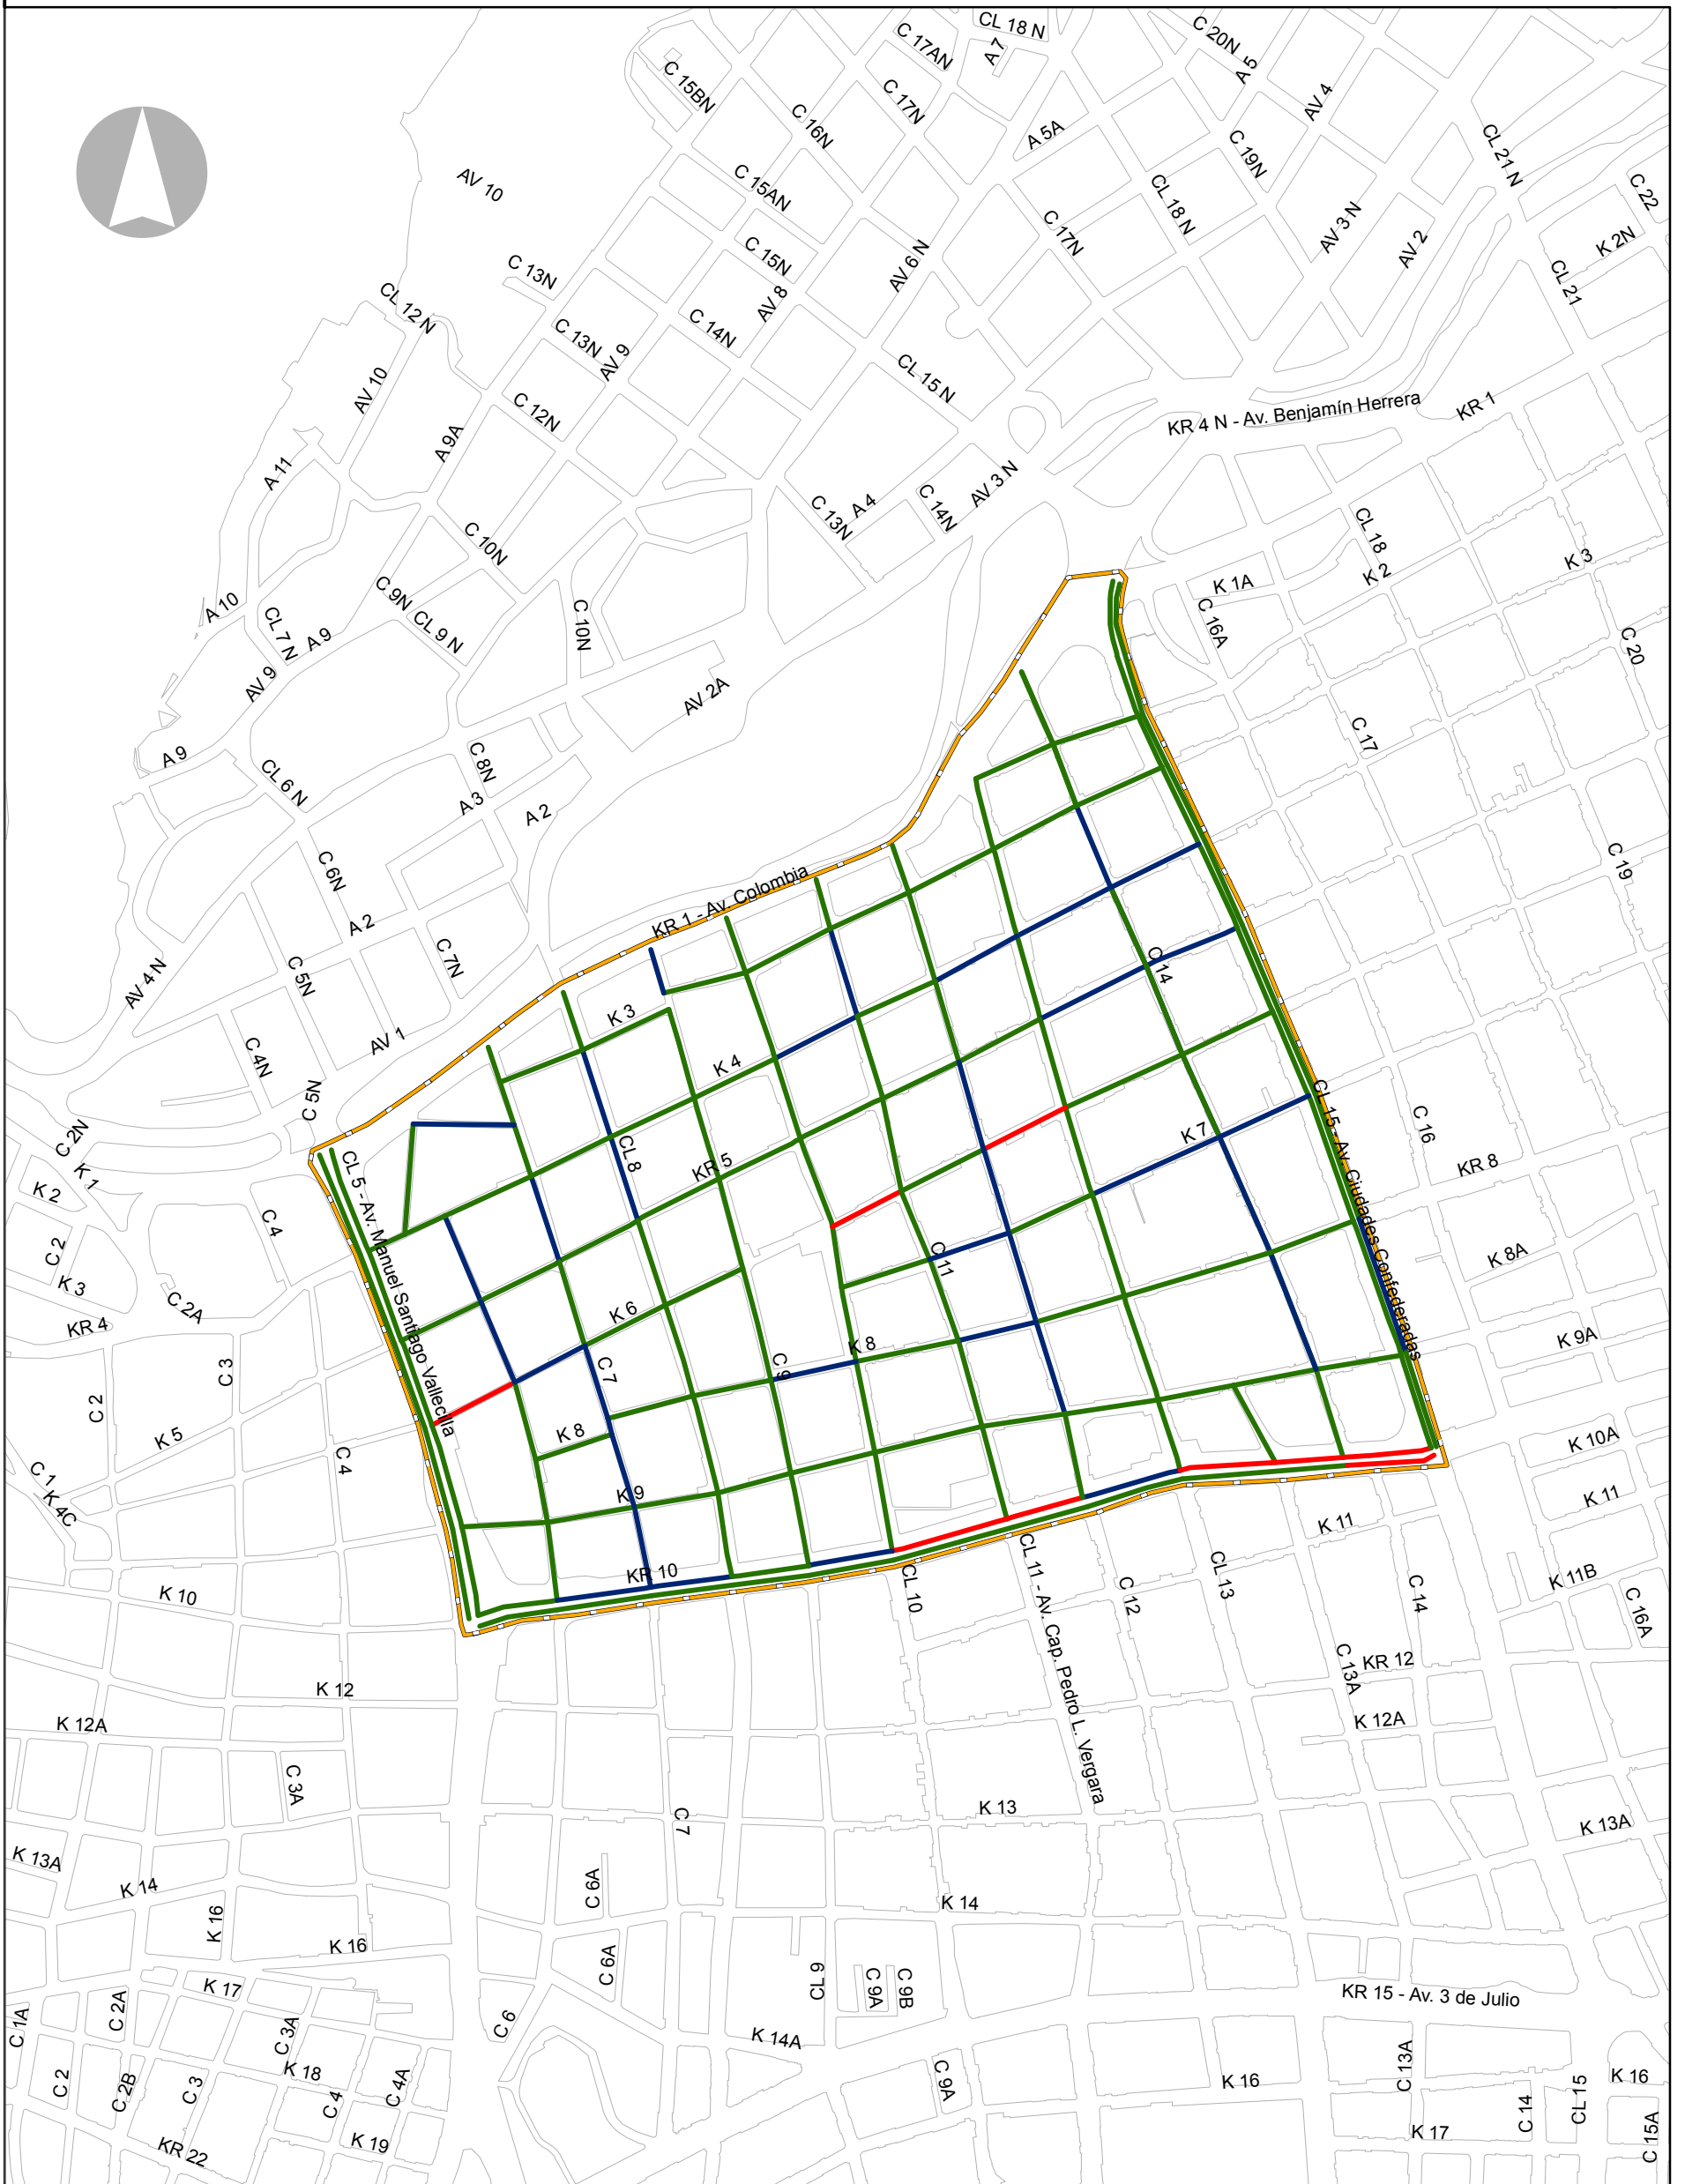 CL 18 N
C 20N
C 17AN
A 7
A 5
C 15BN
C 17N
AV 4
C 16N
A 5A
C 19N
CL 21 N
AV 10
C 15AN
CL 18 N
C 22
C 17N
AV 3 N
K 2N
AV 2
C 15N
AV 6 N
C 13N
CL 21
AV 8
CL 12 N
C 14N
C 13N
AV 9
CL 15 N
AV 10
C 12N
KR 4 N - Av. Benjamín Herrera
KR 1
A 9A
A 11
AV 3 N
A 4
C 14N
C 13N
CL 18
C 10N
K 3
K 2
K 1A
C 9N
A 10
C 16A
CL 9 N
CL 7 N
A 9
C 10N
C 20
AV 9
AV 2A
C 17
A 9
C 8N
CL 6 N
A 3
A 2
C 19
C 6N
KR 1 - Av. Colombia
A 2
C 7N
C 14
C 5N
AV 4 N
K 3
AV 1
C 4N
K 4
C 5N
C 16
C 2N
CL 15 - Av. Ciudades Confederadas
K 7
CL 8
KR 5
KR 8
K 1
K 2
CL 5 - Av. Manuel Santiago Vallecilla
C 4
C 2
C 11
K 8A
K 3
C 2A
K 6
KR 4
K 9A
K 8
C 3
C 7
C 9
C 2
K 5
K 8
K 10A
C 4
C 1
K 9
K 11
K 4C
K 11
KR 10
K 11B
CL 13
K 10
CL 10
C 12
C 14
C 16A
CL 11 - Av. Cap. Pedro L. Vergara
C 13A
KR 12
K 12
K 12A
K 12A
C 3A
K 13
C 7
K 13A
K 13A
K 14
C 6A
K 14
K 16
K 16
C 6A
CL 9
C 9A
C 9B
K 17
KR 15 - Av. 3 de Julio
C 1A
C 2A
C 3A
C 6
K 14A
K 18
C 13A
C 2
C 2B
C 3
C 4A
C 9A
K 16
K 16
C 4
C 14
CL 15
K 19
K 17
C 15A
KR 22